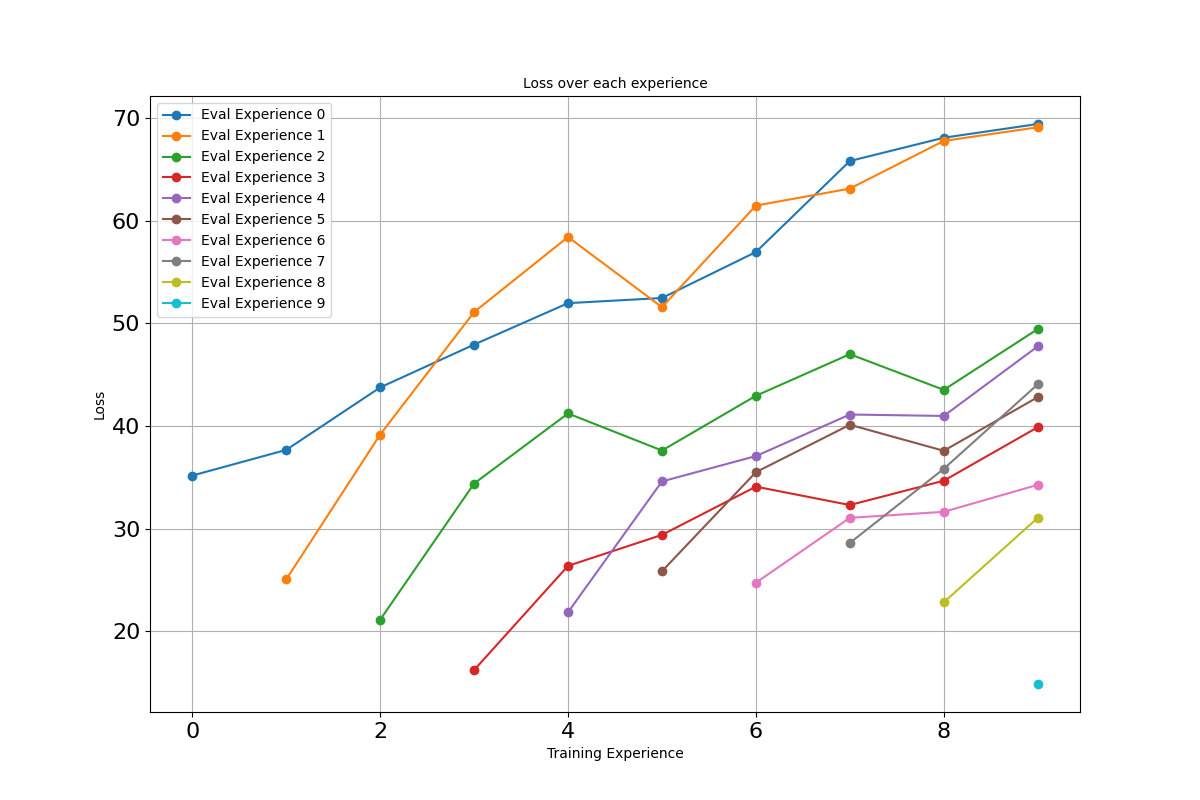 Loss over each experience
Eval Experience 0
Eval Experience 1
Eval Experience 2
Eval Experience 3
Eval Experience 4
Eval Experience 5
Eval Experience 6
Eval Experience 7
Eval Experience 8
Eval Experience 9
70
60
50
40
30
20
Loss
0 2 4 6 8
Training Experience